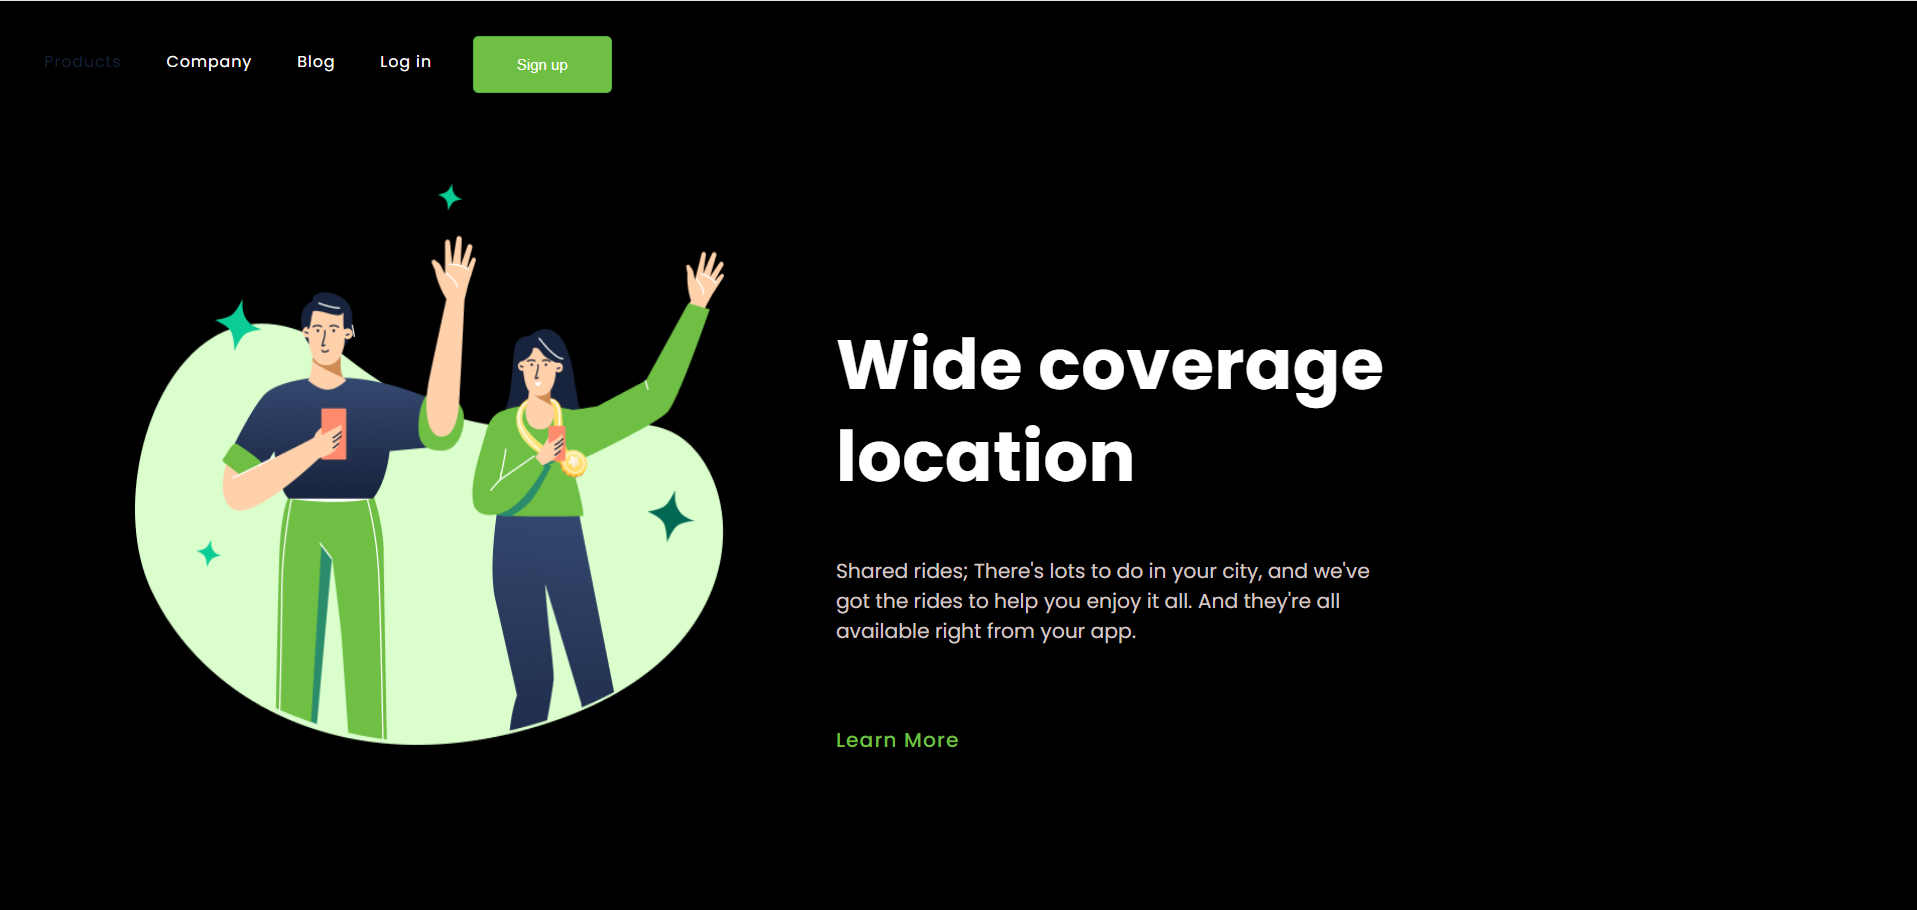 Products Company Blog Log in Sign up
Wide coverage
location
Shared rides; There's lots to do in your city, and we've
got the rides to help you enjoy it all. And they're all
available right from your app.
Learn More